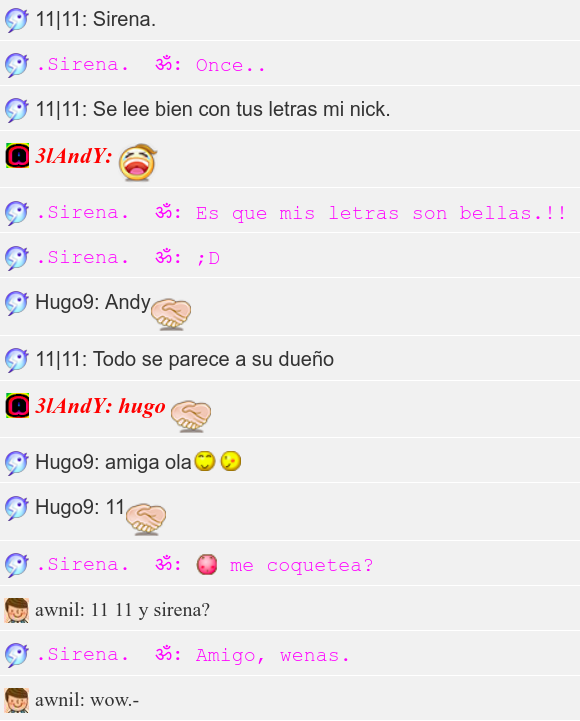 11|11: Sirena.
.Sirena. ॐ: Once..
11|11: Se lee bien con tus letras mi nick.
3lAndY:
.Sirena. ॐ: Es que mis letras son bellas.!!
.Sirena. ॐ: ;D
Hugo9: Andy
11|11: Todo se parece a su dueño
3lAndY: hugo
Hugo9: amiga ola
Hugo9: 11
.Sirena. ॐ: me coquetea?
awnil: 11 11 y sirena?
.Sirena. ॐ: Amigo, wenas.
awnil: wow.-